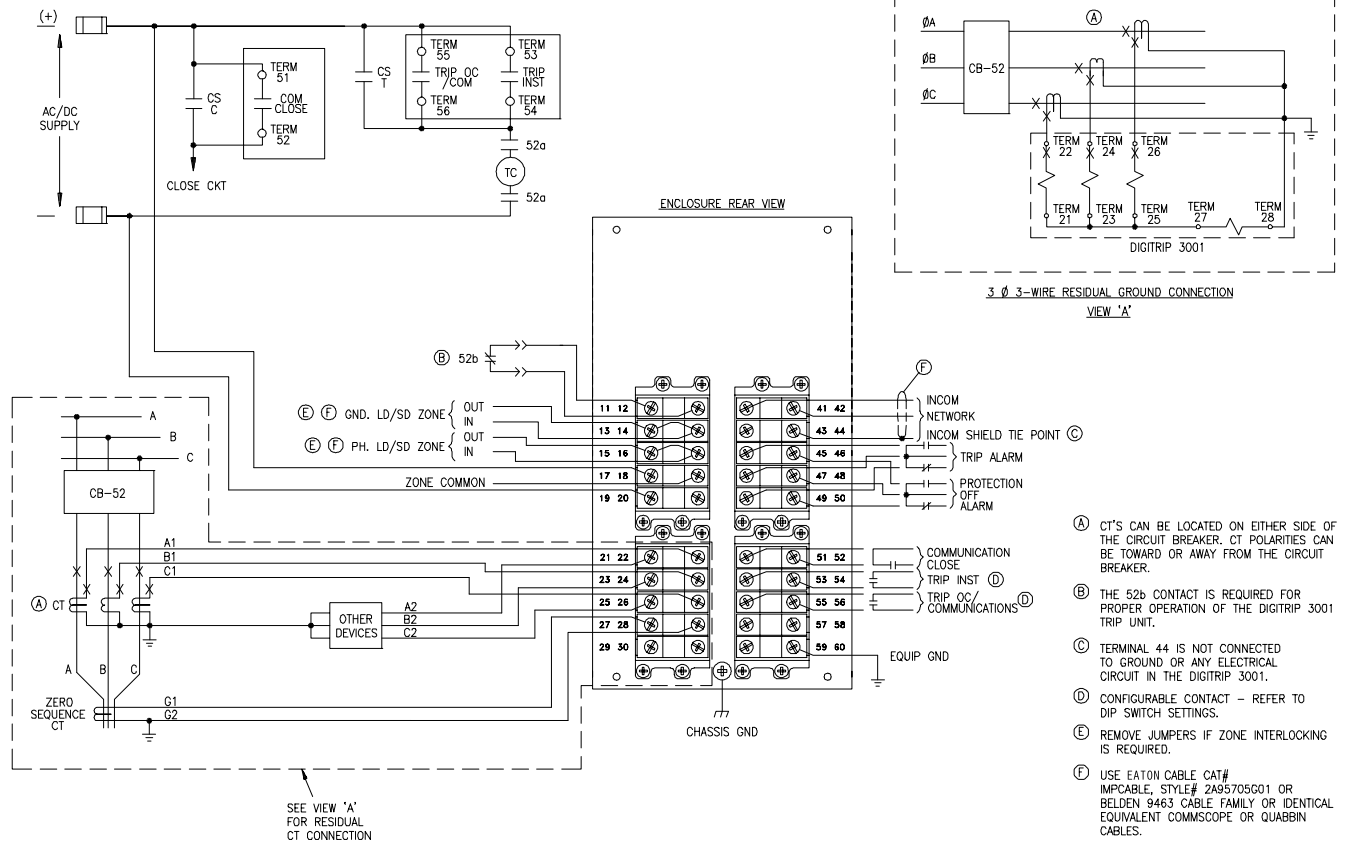 (+)
AC/DC
SUPPLY
CS
C
TERM
51
COM
CLOSE
TERM
52
CLOSE CKT
CS
T
TERM
55
TRIP OC
/COM
TERM
56
TERM
53
TRIP
INST
TERM
54
52a
TC
52a
A
ØA
ØB
ØC
CB-52
TERM
22
TERM
24
TERM
26
TERM
21
TERM
23
TERM
25
TERM
27
TERM
28
DIGITRIP 3001
3 Ø 3-WIRE RESIDUAL GROUND CONNECTION
VIEW 'A'
ENCLOSURE REAR VIEW
B 52b
E F GND. LD/SD ZONE
OUT
IN
E F PH. LD/SD ZONE
OUT
IN
ZONE COMMON
11 12
13 14
15 16
17 18
19 20
21 22
23 24
25 26
27 28
29 30
41 42
43 44
45 46
47 48
49 50
51 52
53 54
55 56
57 58
59 60
F
INCOM
NETWORK
INCOM SHIELD TIE POINT C
TRIP ALARM
PROTECTION
OFF
ALARM
COMMUNICATION
CLOSE
TRIP INST D
TRIP OC/
COMMUNICATIONS D
EQUIP GND
CHASSIS GND
A
B
C
CB-52
A1
B1
C1
A CT
OTHER
DEVICES
A2
B2
C2
A B C
ZERO
SEQUENCE
CT
G1
G2
SEE VIEW 'A'
FOR RESIDUAL
CT CONNECTION
A CT'S CAN BE LOCATED ON EITHER SIDE OF
THE CIRCUIT BREAKER. CT POLARITIES CAN
BE TOWARD OR AWAY FROM THE CIRCUIT
BREAKER.
B THE 52b CONTACT IS REQUIRED FOR
PROPER OPERATION OF THE DIGITRIP 3001
TRIP UNIT.
C TERMINAL 44 IS NOT CONNECTED
TO GROUND OR ANY ELECTRICAL
CIRCUIT IN THE DIGITRIP 3001.
D CONFIGURABLE CONTACT – REFER TO
DIP SWITCH SETTINGS.
E REMOVE JUMPERS IF ZONE INTERLOCKING
IS REQUIRED.
F USE EATON CABLE CAT#
IMPCABLE, STYLE# 2A95705G01 OR
BELDEN 9463 CABLE FAMILY OR IDENTICAL
EQUIVALENT COMMSCOPE OR QUABBIN
CABLES.